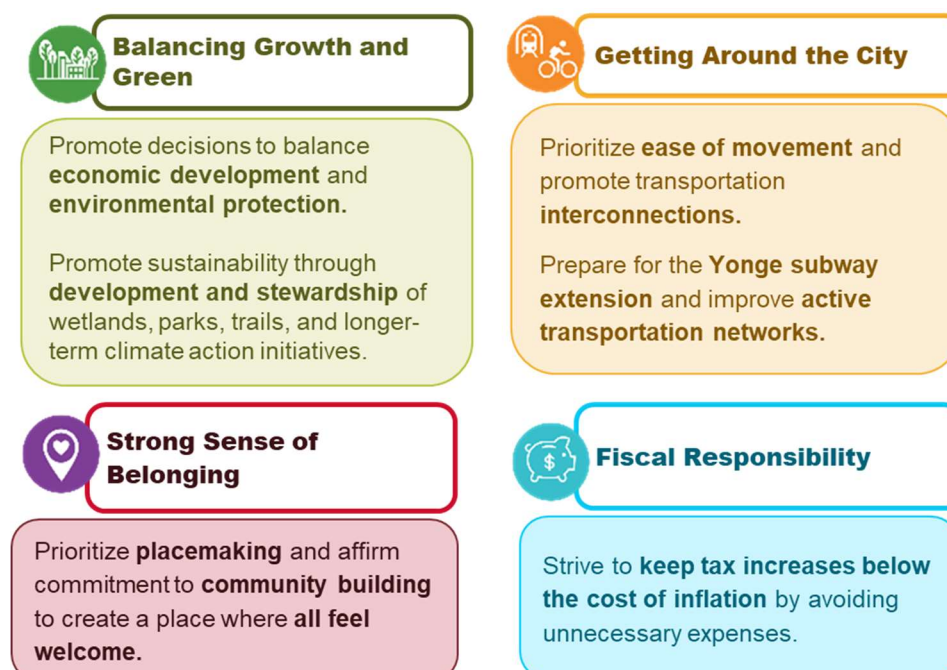 Balancing Growth and
Green
Promote decisions to balance
economic development and
environmental protection.
Promote sustainability through
development and stewardship of
wetlands, parks, trails, and longer-
term climate action initiatives.
Getting Around the City
Prioritize ease of movement and
promote transportation
interconnections.
Prepare for the Yonge subway
extension and improve active
transportation networks.
Strong Sense of
Belonging
Prioritize placemaking and affirm
commitment to community building
to create a place where all feel
welcome.
Fiscal Responsibility
Strive to keep tax increases below
the cost of inflation by avoiding
unnecessary expenses.
$